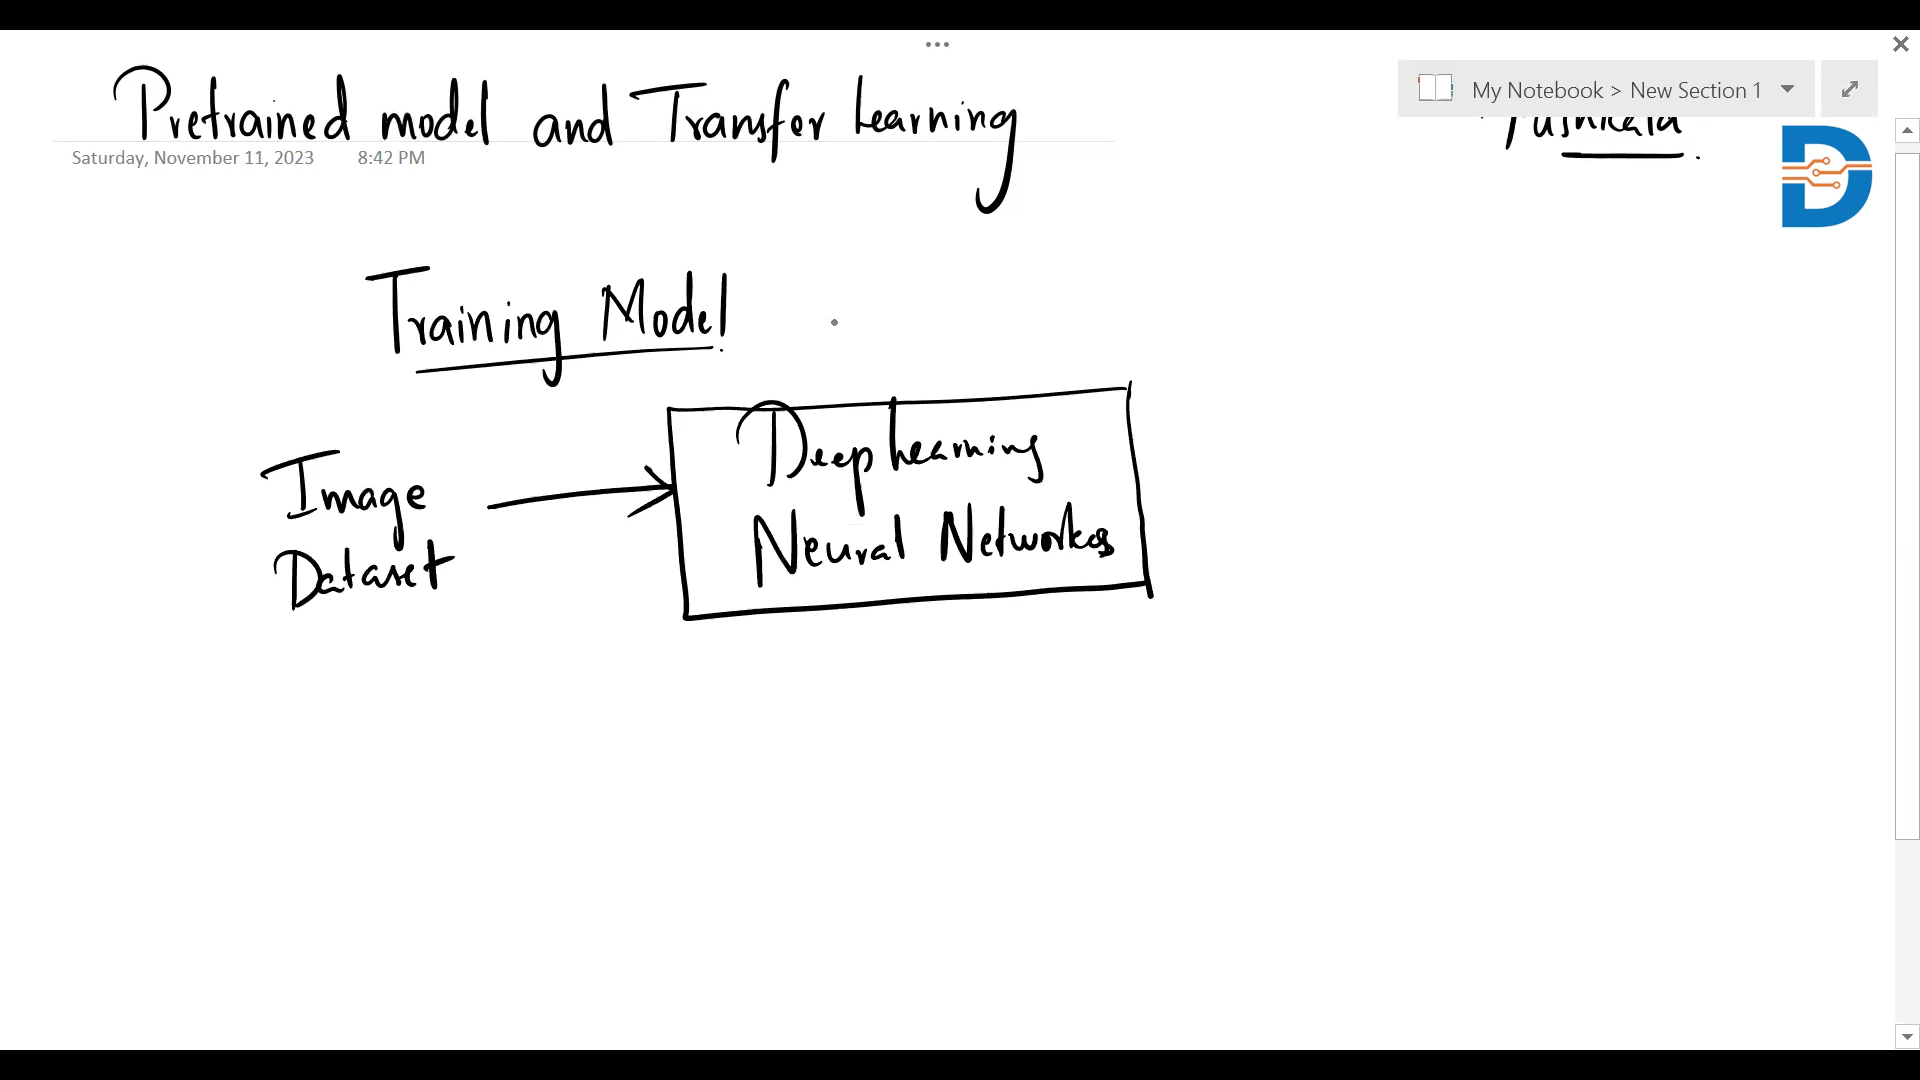 Pretrained model and Transfer Learning
My Notebook > New Section 1
Saturday, November 11, 2023 8:42 PM
Training Model
Image
Dataset
Deep Learning
Neural Networks